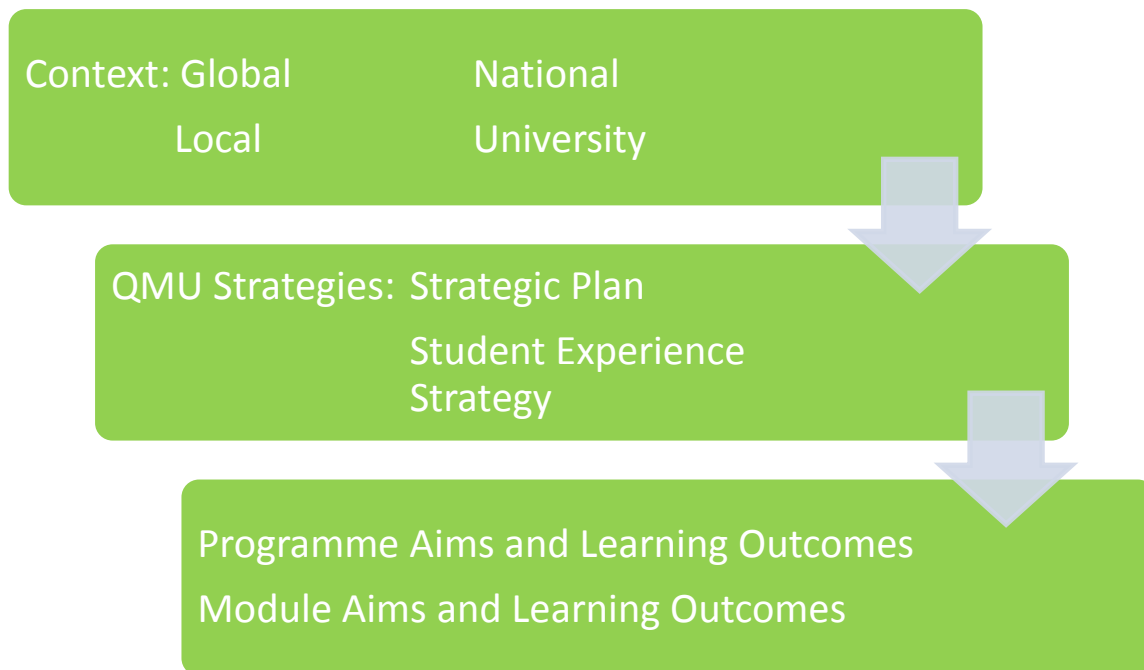 Context: Global National
Local University
QMU Strategies: Strategic Plan
Student Experience
Strategy
Programme Aims and Learning Outcomes
Module Aims and Learning Outcomes